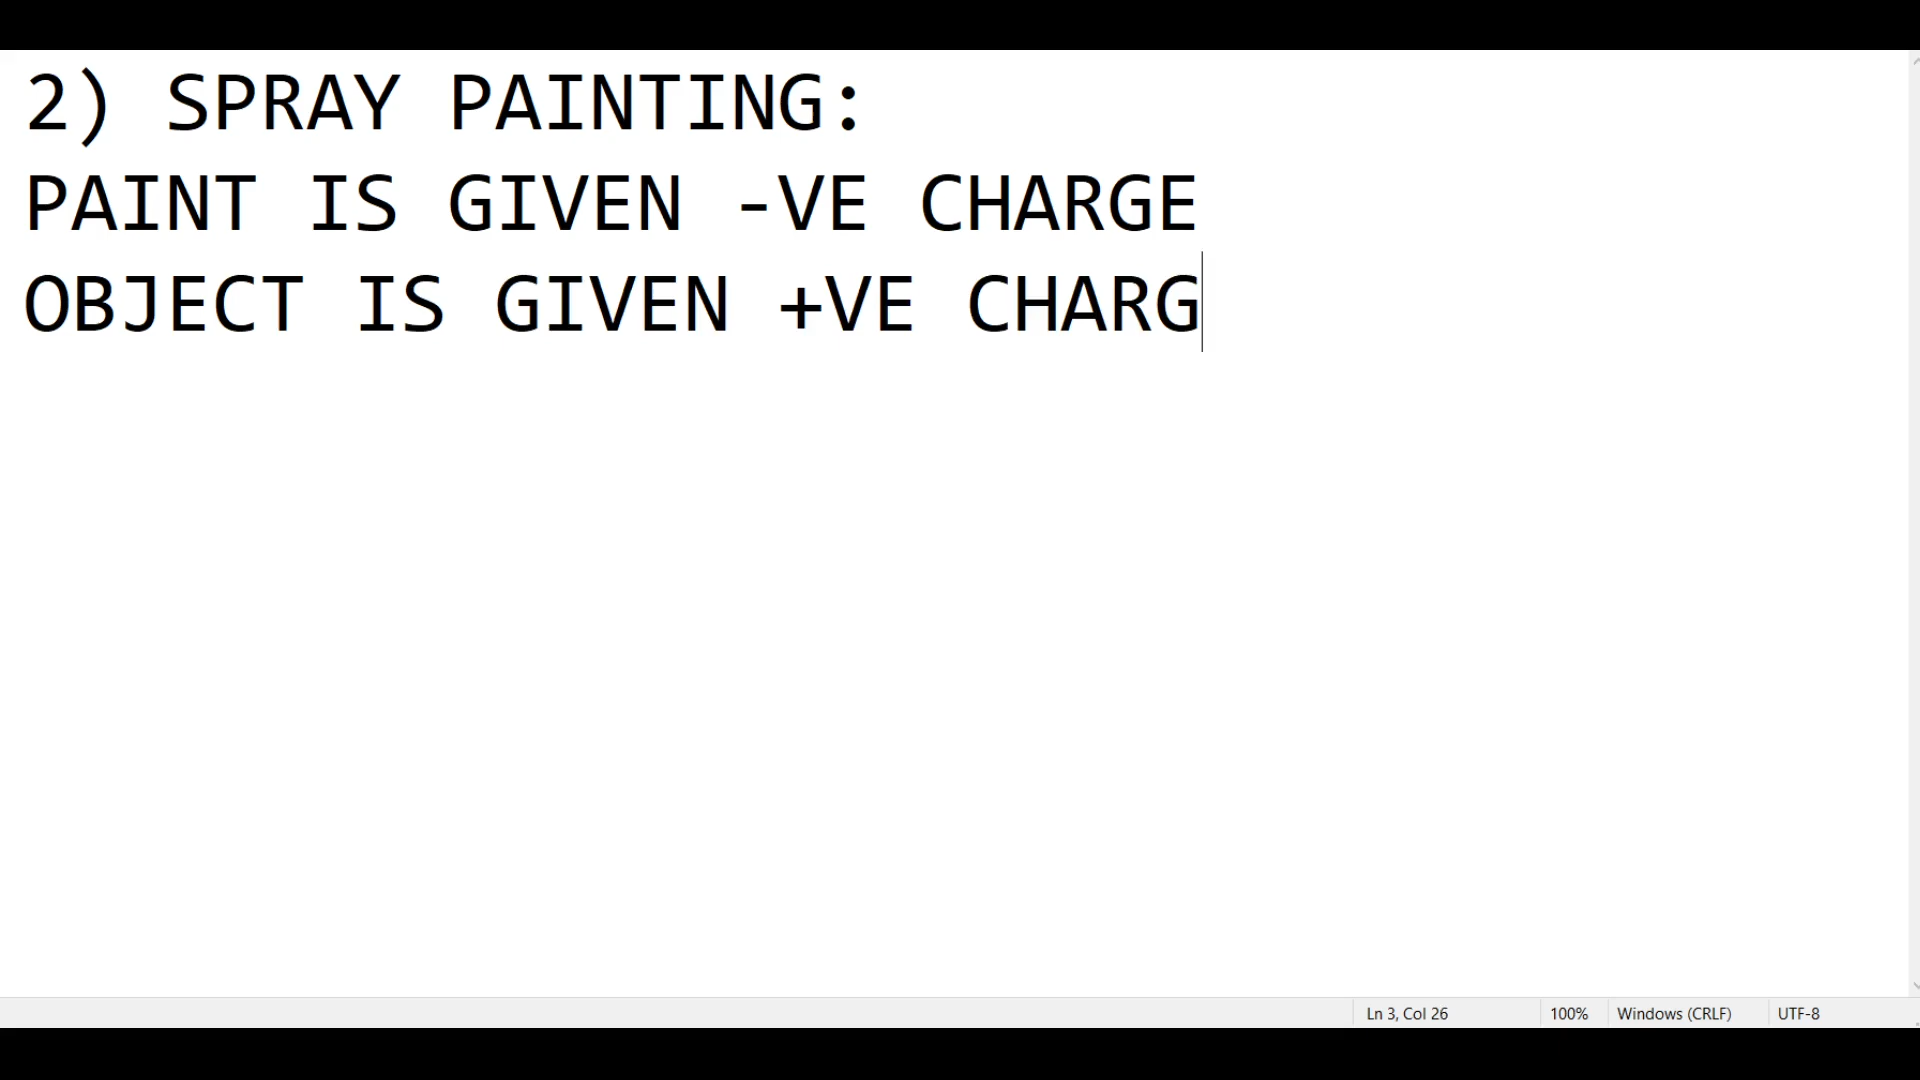 2) SPRAY PAINTING:
PAINT IS GIVEN -VE CHARGE
OBJECT IS GIVEN +VE CHARG
Ln 3, Col 26 100% Windows (CRLF) UTF-8